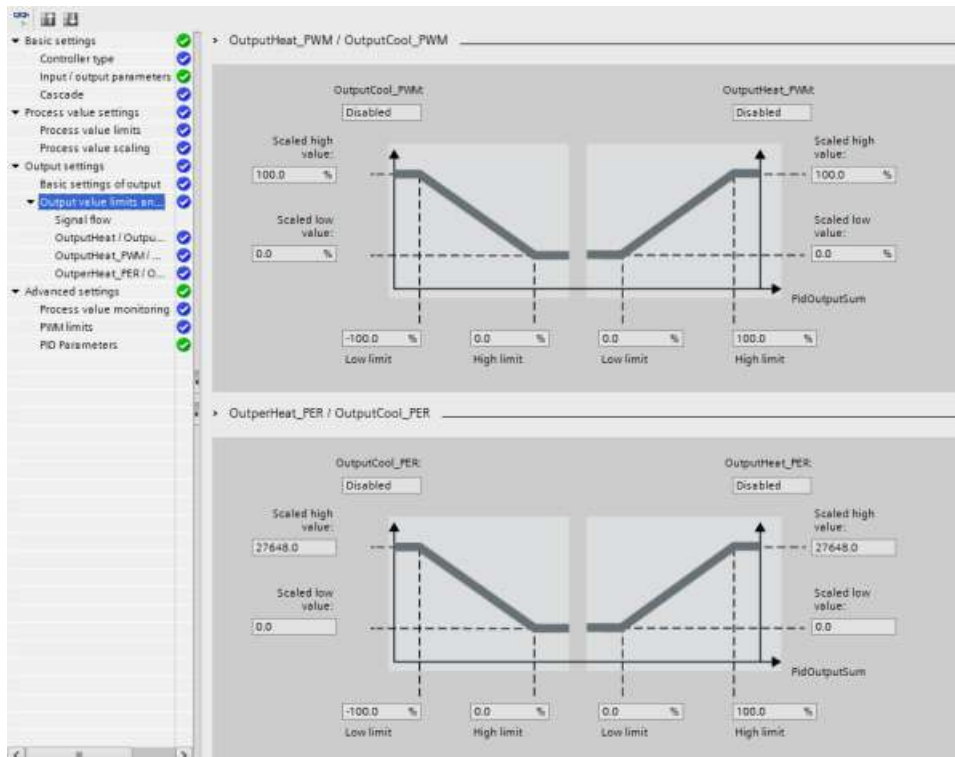 Basic settings
Controller type
Input / output parameters
Cascade
Process value settings
Process value limits
Process value scaling
Output settings
Basic settings of output
Output value limits an...
Signal flow
OutputHeat / Outpu...
OutputHeat_PWM / ...
OutperHeat_PER / O...
Advanced settings
Process value monitoring
PWM limits
PID Parameters
OutputHeat_PWM / OutputCool_PWM
OutputCool_PWM:
Disabled
OutputHeat_PWM:
Disabled
Scaled high
value:
100.0 %
Scaled high
value:
100.0 %
Scaled low
value:
0.0 %
Scaled low
value:
0.0 %
PidOutputSum
-100.0 %
0.0 %
0.0 %
100.0 %
Low limit
High limit
Low limit
High limit
OutperHeat_PER / OutputCool_PER
OutputCool_PER:
Disabled
OutputHeat_PER:
Disabled
Scaled high
value:
27648.0
Scaled high
value:
27648.0
Scaled low
value:
0.0
Scaled low
value:
0.0
PidOutputSum
-100.0 %
0.0 %
0.0 %
100.0 %
Low limit
High limit
Low limit
High limit